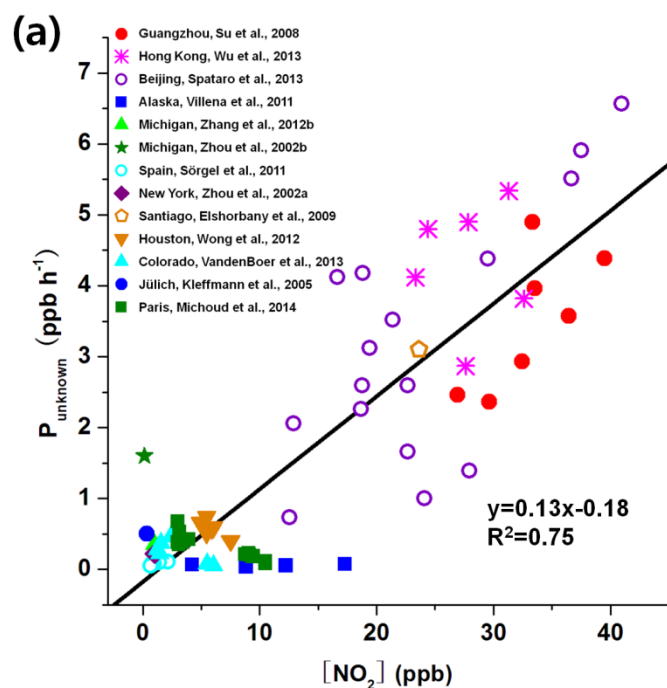 (a)
Guangzhou, Su et al., 2008
Hong Kong, Wu et al., 2013
Beijing, Spataro et al., 2013
Alaska, Villena et al., 2011
Michigan, Zhang et al., 2012b
Michigan, Zhou et al., 2002b
Spain, Sörgel et al., 2011
New York, Zhou et al., 2002a
Santiago, Elshorbany et al., 2009
Houston, Wong et al., 2012
Colorado, VandenBoer et al., 2013
Jülich, Kleffmann et al., 2005
Paris, Michoud et al., 2014
P_unknown (ppb h⁻¹)
7
6
5
4
3
2
1
0
y=0.13x-0.18
R²=0.75
0 10 20 30 40
[NO₂] (ppb)